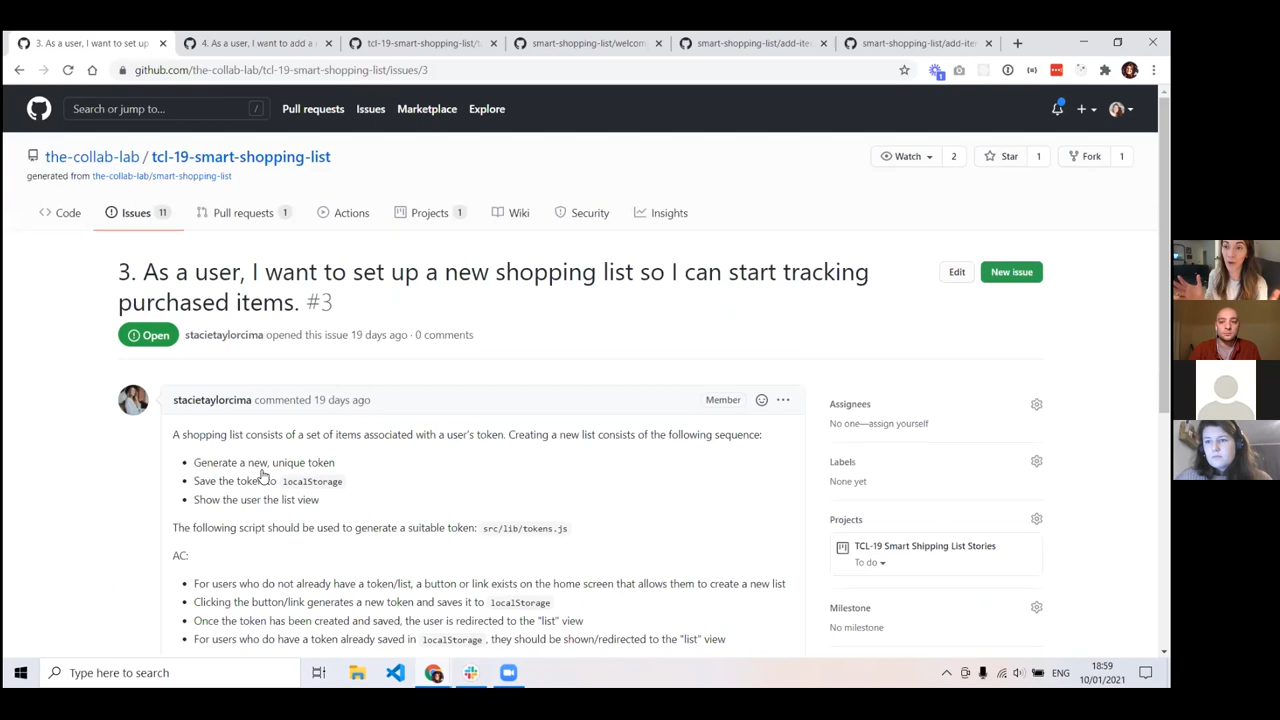 3. As a user, I want to set up
4. As a user, I want to add a
tcl-19-smart-shopping-list/t
smart-shopping-list/welcom
smart-shopping-list/add-ite
smart-shopping-list/add-iter
github.com/the-collab-lab/tcl-19-smart-shopping-list/issues/3
Search or jump to...
/
Pull requests
Issues
Marketplace
Explore
the-collab-lab / tcl-19-smart-shopping-list
Watch
2
Star
1
Fork
1
generated from the-collab-lab/smart-shopping-list
Code
Issues 11
Pull requests 1
Actions
Projects 1
Wiki
Security
Insights
3. As a user, I want to set up a new shopping list so I can start tracking
purchased items. #3
Edit
New issue
Open
stacietaylorcima opened this issue 19 days ago · 0 comments
stacietaylorcima commented 19 days ago
Member
A shopping list consists of a set of items associated with a user's token. Creating a new list consists of the following sequence:
• Generate a new, unique token
• Save the token to localStorage
• Show the user the list view
The following script should be used to generate a suitable token: src/lib/tokens.js
AC:
• For users who do not already have a token/list, a button or link exists on the home screen that allows them to create a new list
• Clicking the button/link generates a new token and saves it to localStorage
• Once the token has been created and saved, the user is redirected to the "list" view
• For users who do have a token already saved in localStorage, they should be shown/redirected to the "list" view
Assignees
No one—assign yourself
Labels
None yet
Projects
TCL-19 Smart Shipping List Stories
To do
Milestone
No milestone
Type here to search
ENG
18:59
10/01/2021